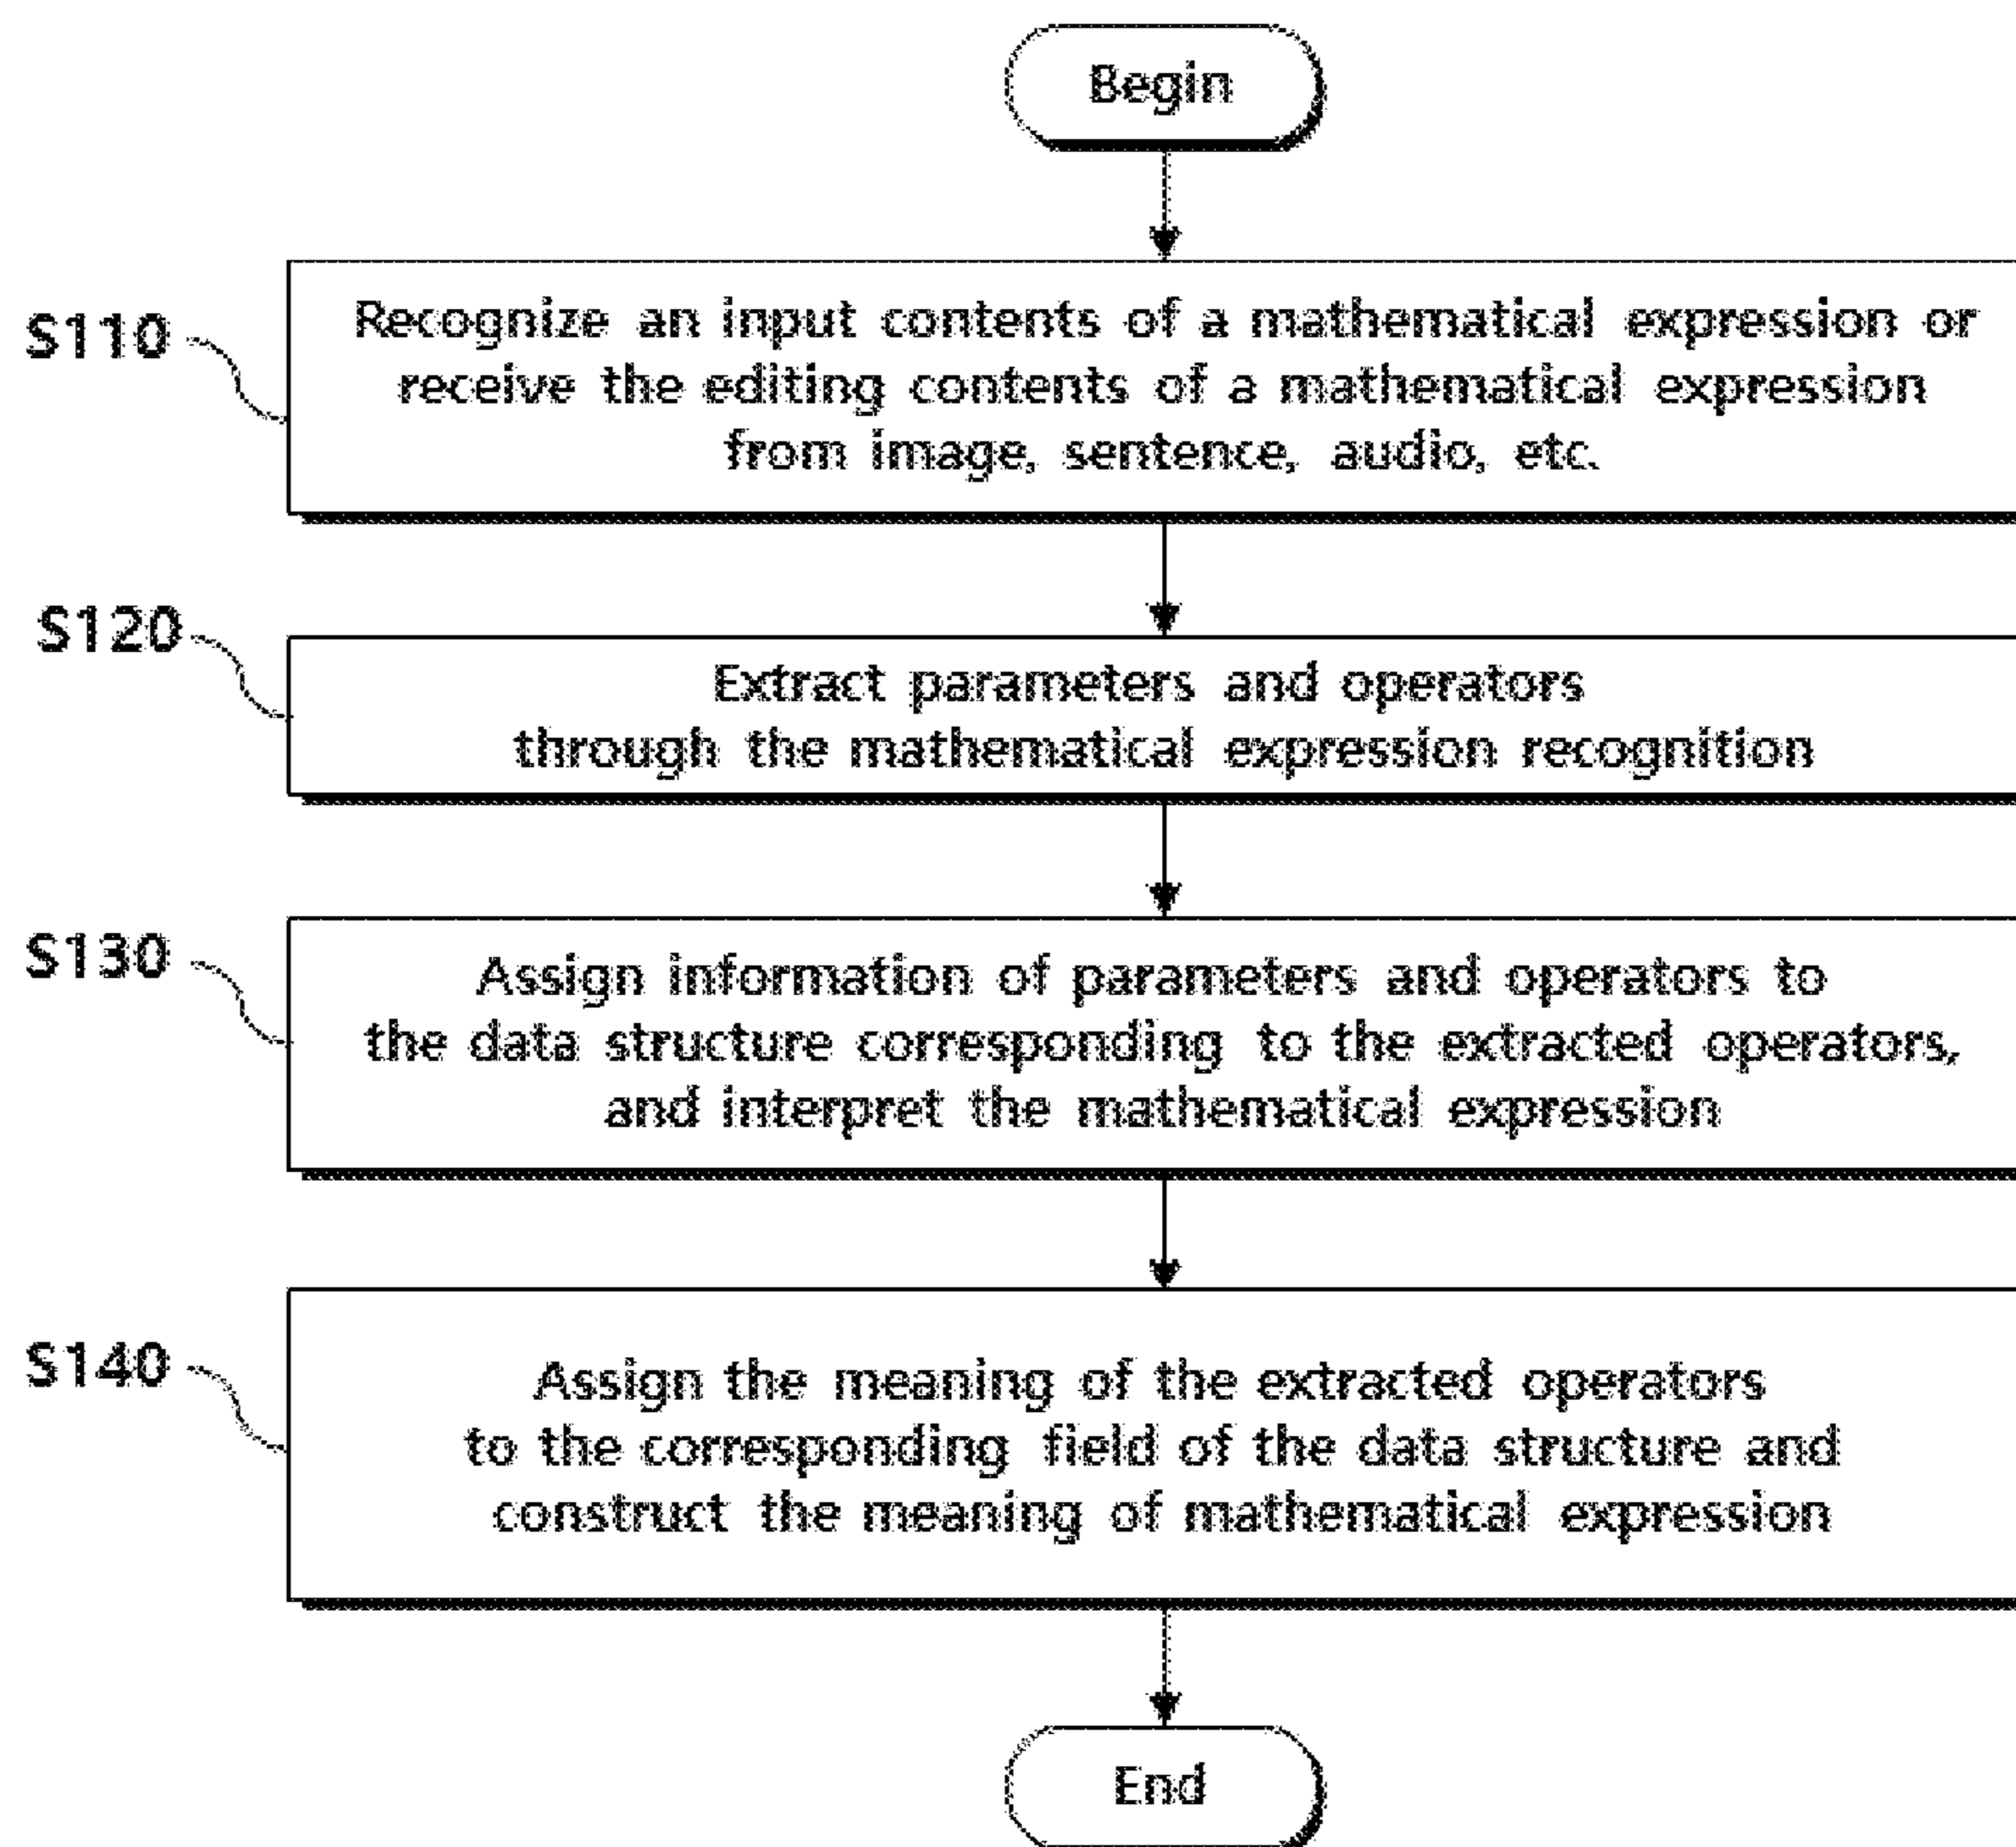 Begin
S110
Recognize an input contents of a mathematical expression or
receive the editing contents of a mathematical expression
from image, sentence, audio, etc.
S120
Extract parameters and operators
through the mathematical expression recognition
S130
Assign information of parameters and operators to
the data structure corresponding to the extracted operators,
and interpret the mathematical expression
S140
Assign the meaning of the extracted operators
to the corresponding field of the data structure and
construct the meaning of mathematical expression
End